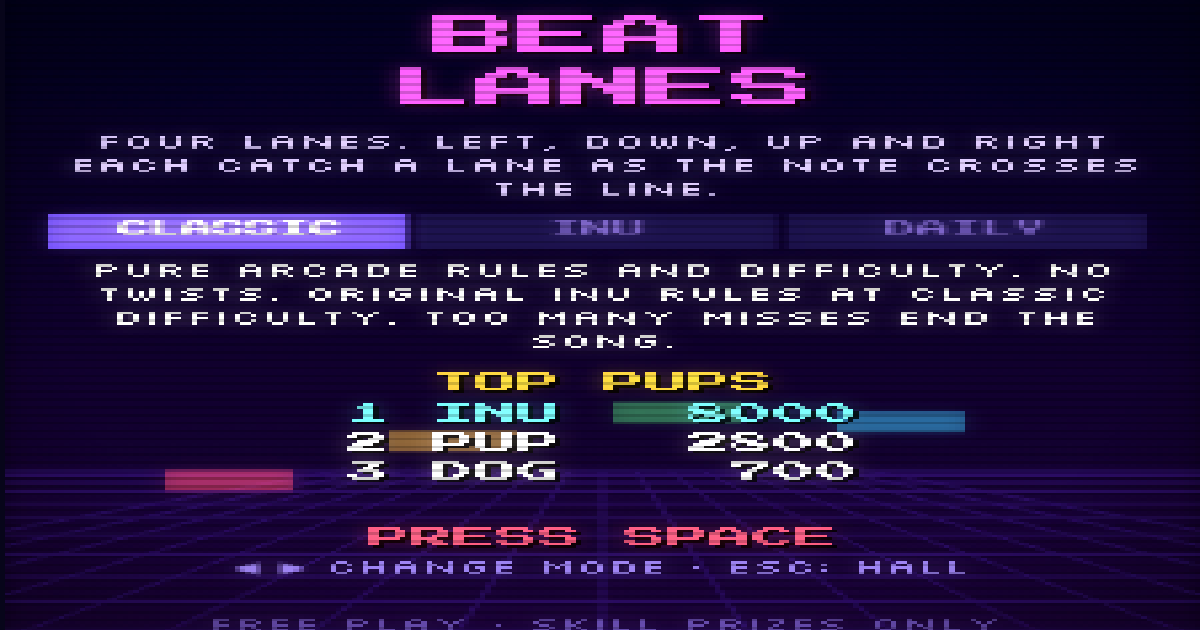 BEAT
LANES
FOUR LANES. LEFT, DOWN, UP AND RIGHT
EACH CATCH A LANE AS THE NOTE CROSSES
THE LINE.
CLASSIC INU DAILY
PURE ARCADE RULES AND DIFFICULTY. NO
TWISTS. ORIGINAL INU RULES AT CLASSIC
DIFFICULTY. TOO MANY MISSES END THE
SONG.
TOP PUPS
1 INU 8000
2 PUP 2800
3 DOG 700
PRESS SPACE
◀ ▶ CHANGE MODE · ESC: HALL
FREE PLAY · SKILL PRIZES ONLY